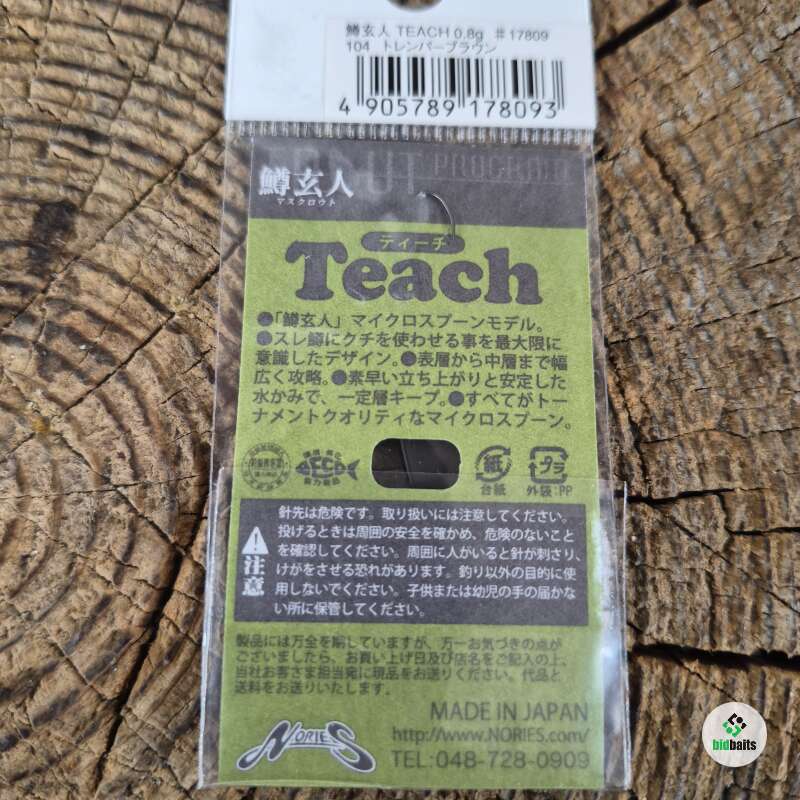 鱒玄人 TEACH 0.8g #17809
104 トレンパーブラウン
4 905789 178093
PROGRAM
鱒玄人
マスクロウト
ティーチ
Teach
●「鱒玄人」マイクロスプーンモデル。
●スレ鱒にクチを使わせる事を最大限に
意識したデザイン。●表層から中層まで幅
広く攻略。●素早い立ち上がりと安定した
水かみで、一定層キープ。●すべてがトー
ナメントクオリティなマイクロスプーン。
紙
台紙
プラ
外袋:PP
注意
針先は危険です。取り扱いには注意してください。
投げるときは周囲の安全を確かめ、危険のないこと
を確認してください。周囲に人がいると針が刺さり、
けがをさせる恐れがあります。釣り以外の目的に使
用しないでください。子供または幼児の手の届かな
い所に保管してください。
製品には万全を期していますが、万一お気づきの点が
ございましたら、お買い上げ日及び店名をご記入の上、
当社お客さま担当宛に現品をお送りください。代品と
送料をお送りいたします。
MADE IN JAPAN
http://www.NORIES.com/
TEL:048-728-0909
NORIES
bidbaits